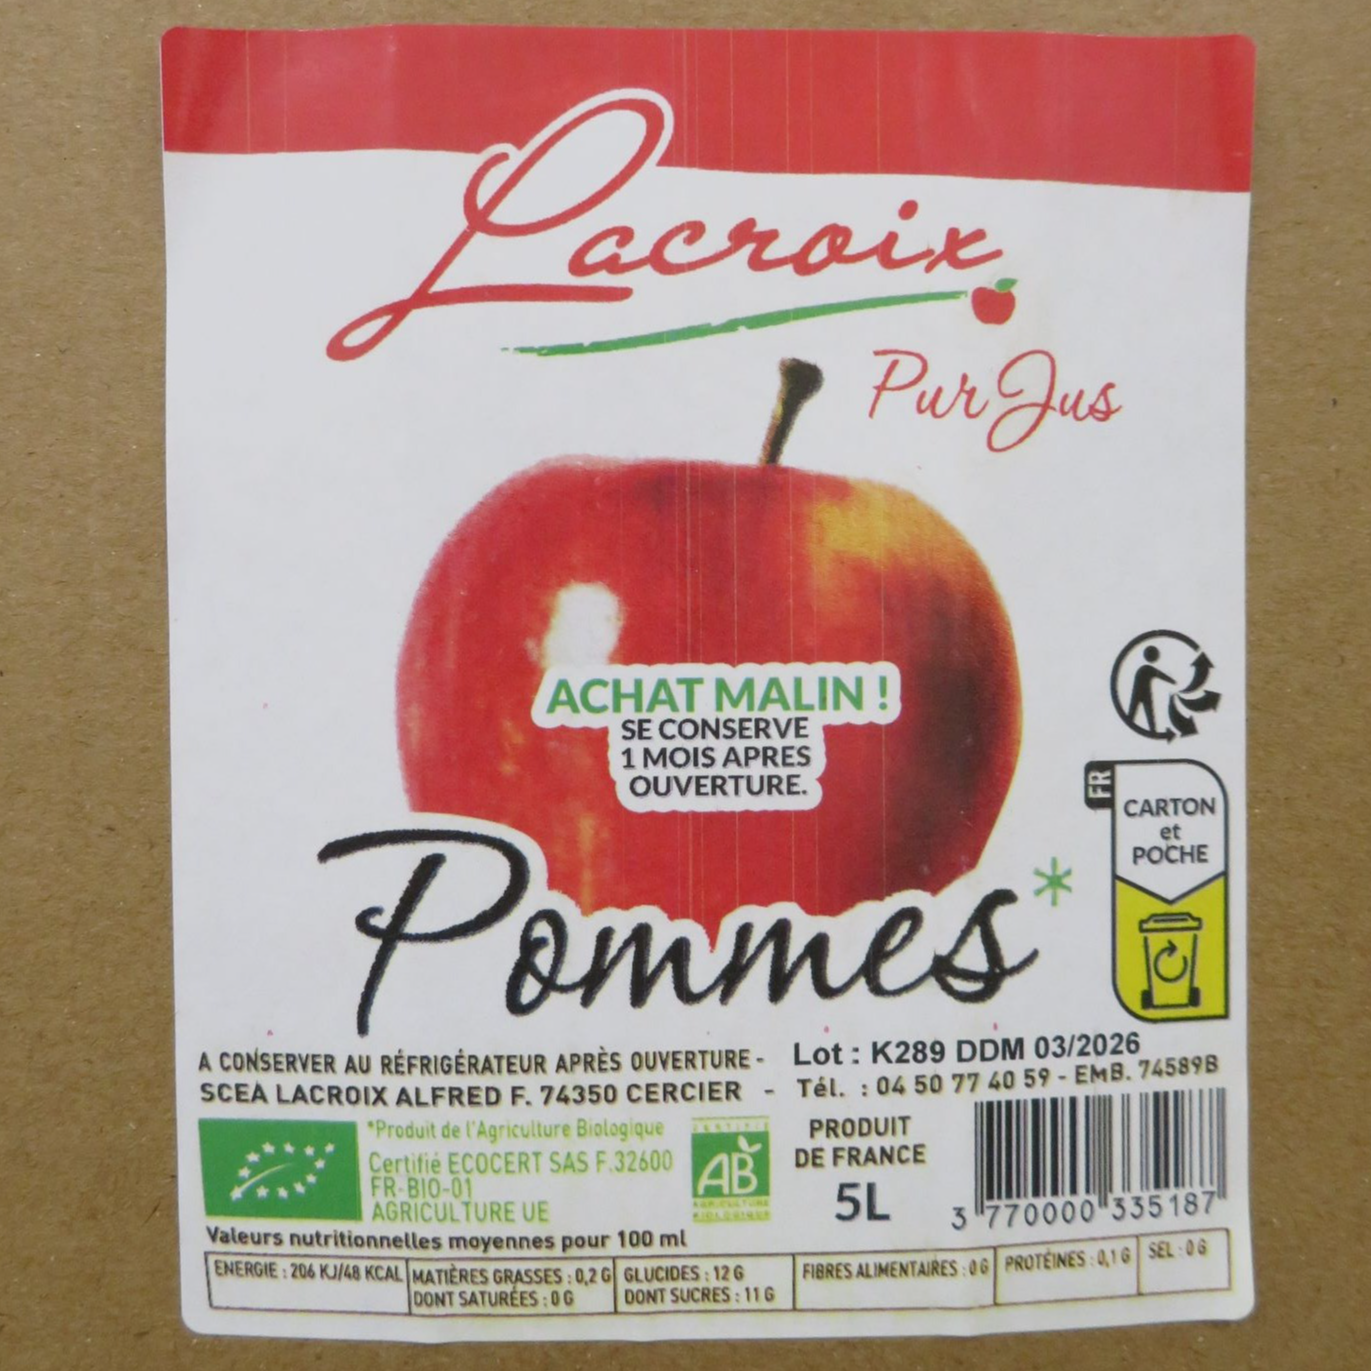 Lacroix
Pur Jus
ACHAT MALIN !
SE CONSERVE
1 MOIS APRES
OUVERTURE.
FR
CARTON
et
POCHE
Pommes*
A CONSERVER AU RÉFRIGÉRATEUR APRÈS OUVERTURE - Lot : K289 DDM 03/2026
SCEA LACROIX ALFRED F. 74350 CERCIER - Tél. : 04 50 77 40 59 - EMB. 74589B
*Produit de l'Agriculture Biologique
Certifié ECOCERT SAS F.32600
FR-BIO-01
AGRICULTURE UE
CERTIFIÉ
AB
AGRICULTURE
BIOLOGIQUE
PRODUIT
DE FRANCE
5L
3 770000 335187
Valeurs nutritionnelles moyennes pour 100 ml
ENERGIE : 206 KJ/48 KCAL
MATIÈRES GRASSES : 0,2 G
DONT SATURÉES : 0 G
GLUCIDES : 12 G
DONT SUCRES : 11 G
FIBRES ALIMENTAIRES : 0 G
PROTÉINES : 0,1 G
SEL : 0 G